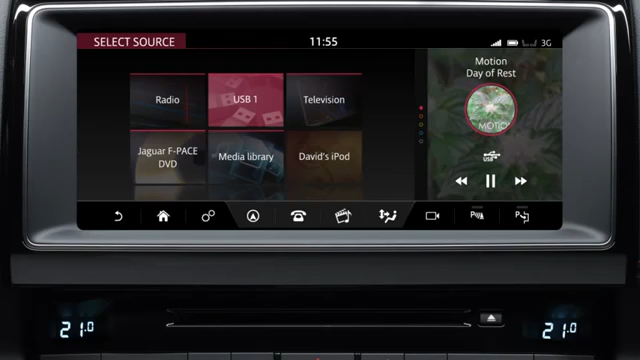 SELECT SOURCE
11:55
3G
Radio
USB 1
Television
Jaguar F-PACE
DVD
Media library
David's iPod
Motion
Day of Rest
MOTIO
USB
21.0
21.0